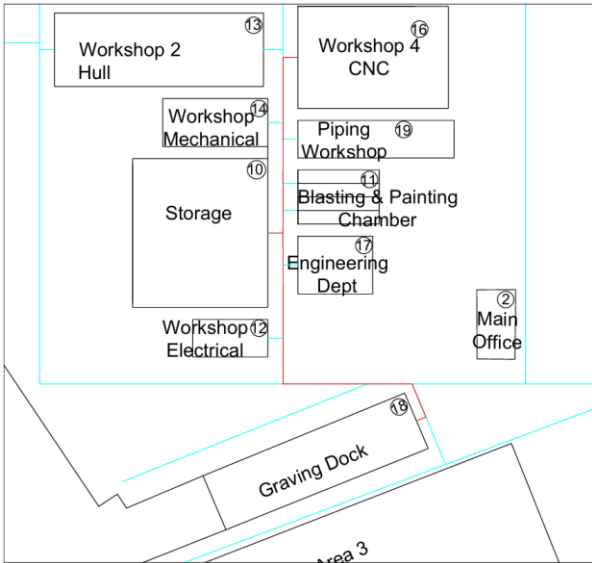 13
Workshop 2
Hull
16
Workshop 4
CNC
14
Workshop
Mechanical
Piping 19
Workshop
10
Storage
11
Blasting & Painting
Chamber
17
Engineering
Dept
2
Main
Office
Workshop 12
Electrical
18
Graving Dock
Area 3